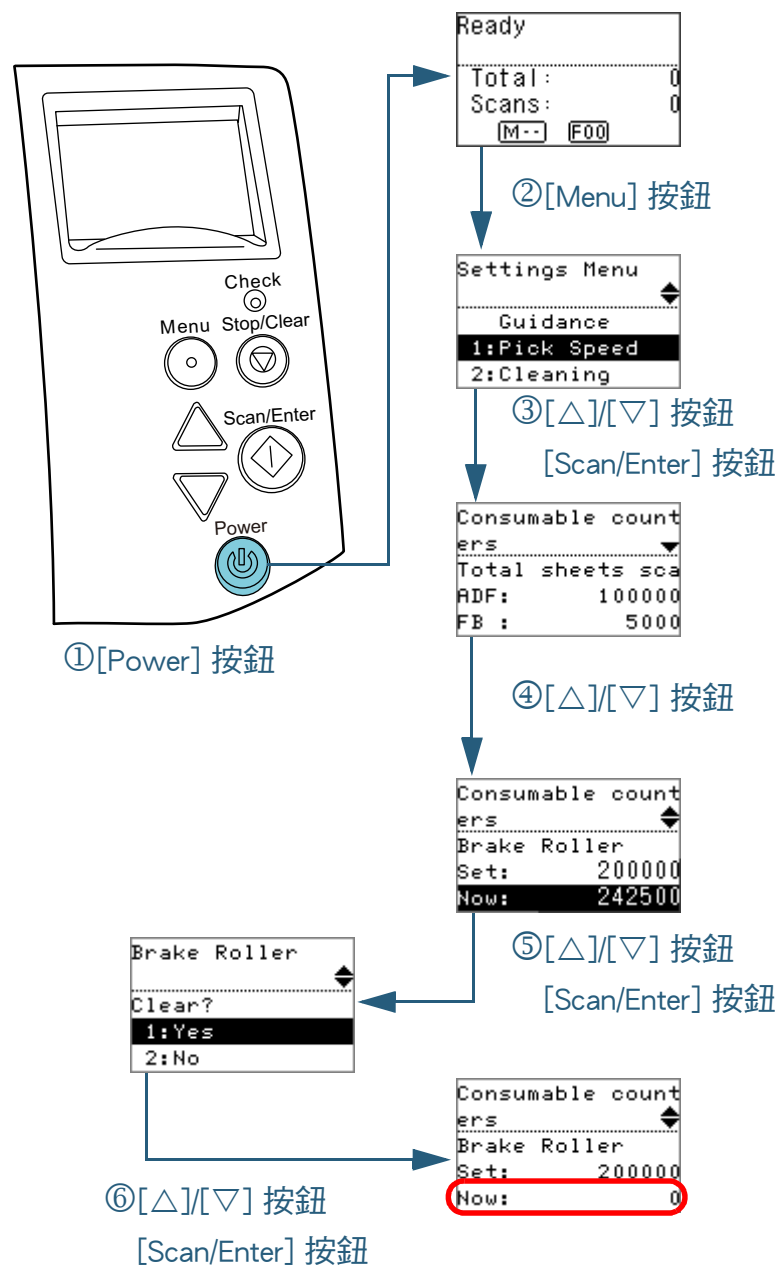 Check
Menu Stop/Clear
Scan/Enter
Power
①[Power] 按鈕
Ready
Total: 0
Scans: 0
M-- F00
②[Menu] 按鈕
Settings Menu
Guidance
1:Pick Speed
2:Cleaning
③[△]/[▽] 按鈕
[Scan/Enter] 按鈕
Consumable count
ers
Total sheets sca
ADF: 100000
FB : 5000
④[△]/[▽] 按鈕
Consumable count
ers
Brake Roller
Set: 200000
Now: 242500
⑤[△]/[▽] 按鈕
[Scan/Enter] 按鈕
Brake Roller
Clear?
1:Yes
2:No
⑥[△]/[▽] 按鈕
[Scan/Enter] 按鈕
Consumable count
ers
Brake Roller
Set: 200000
Now: 0